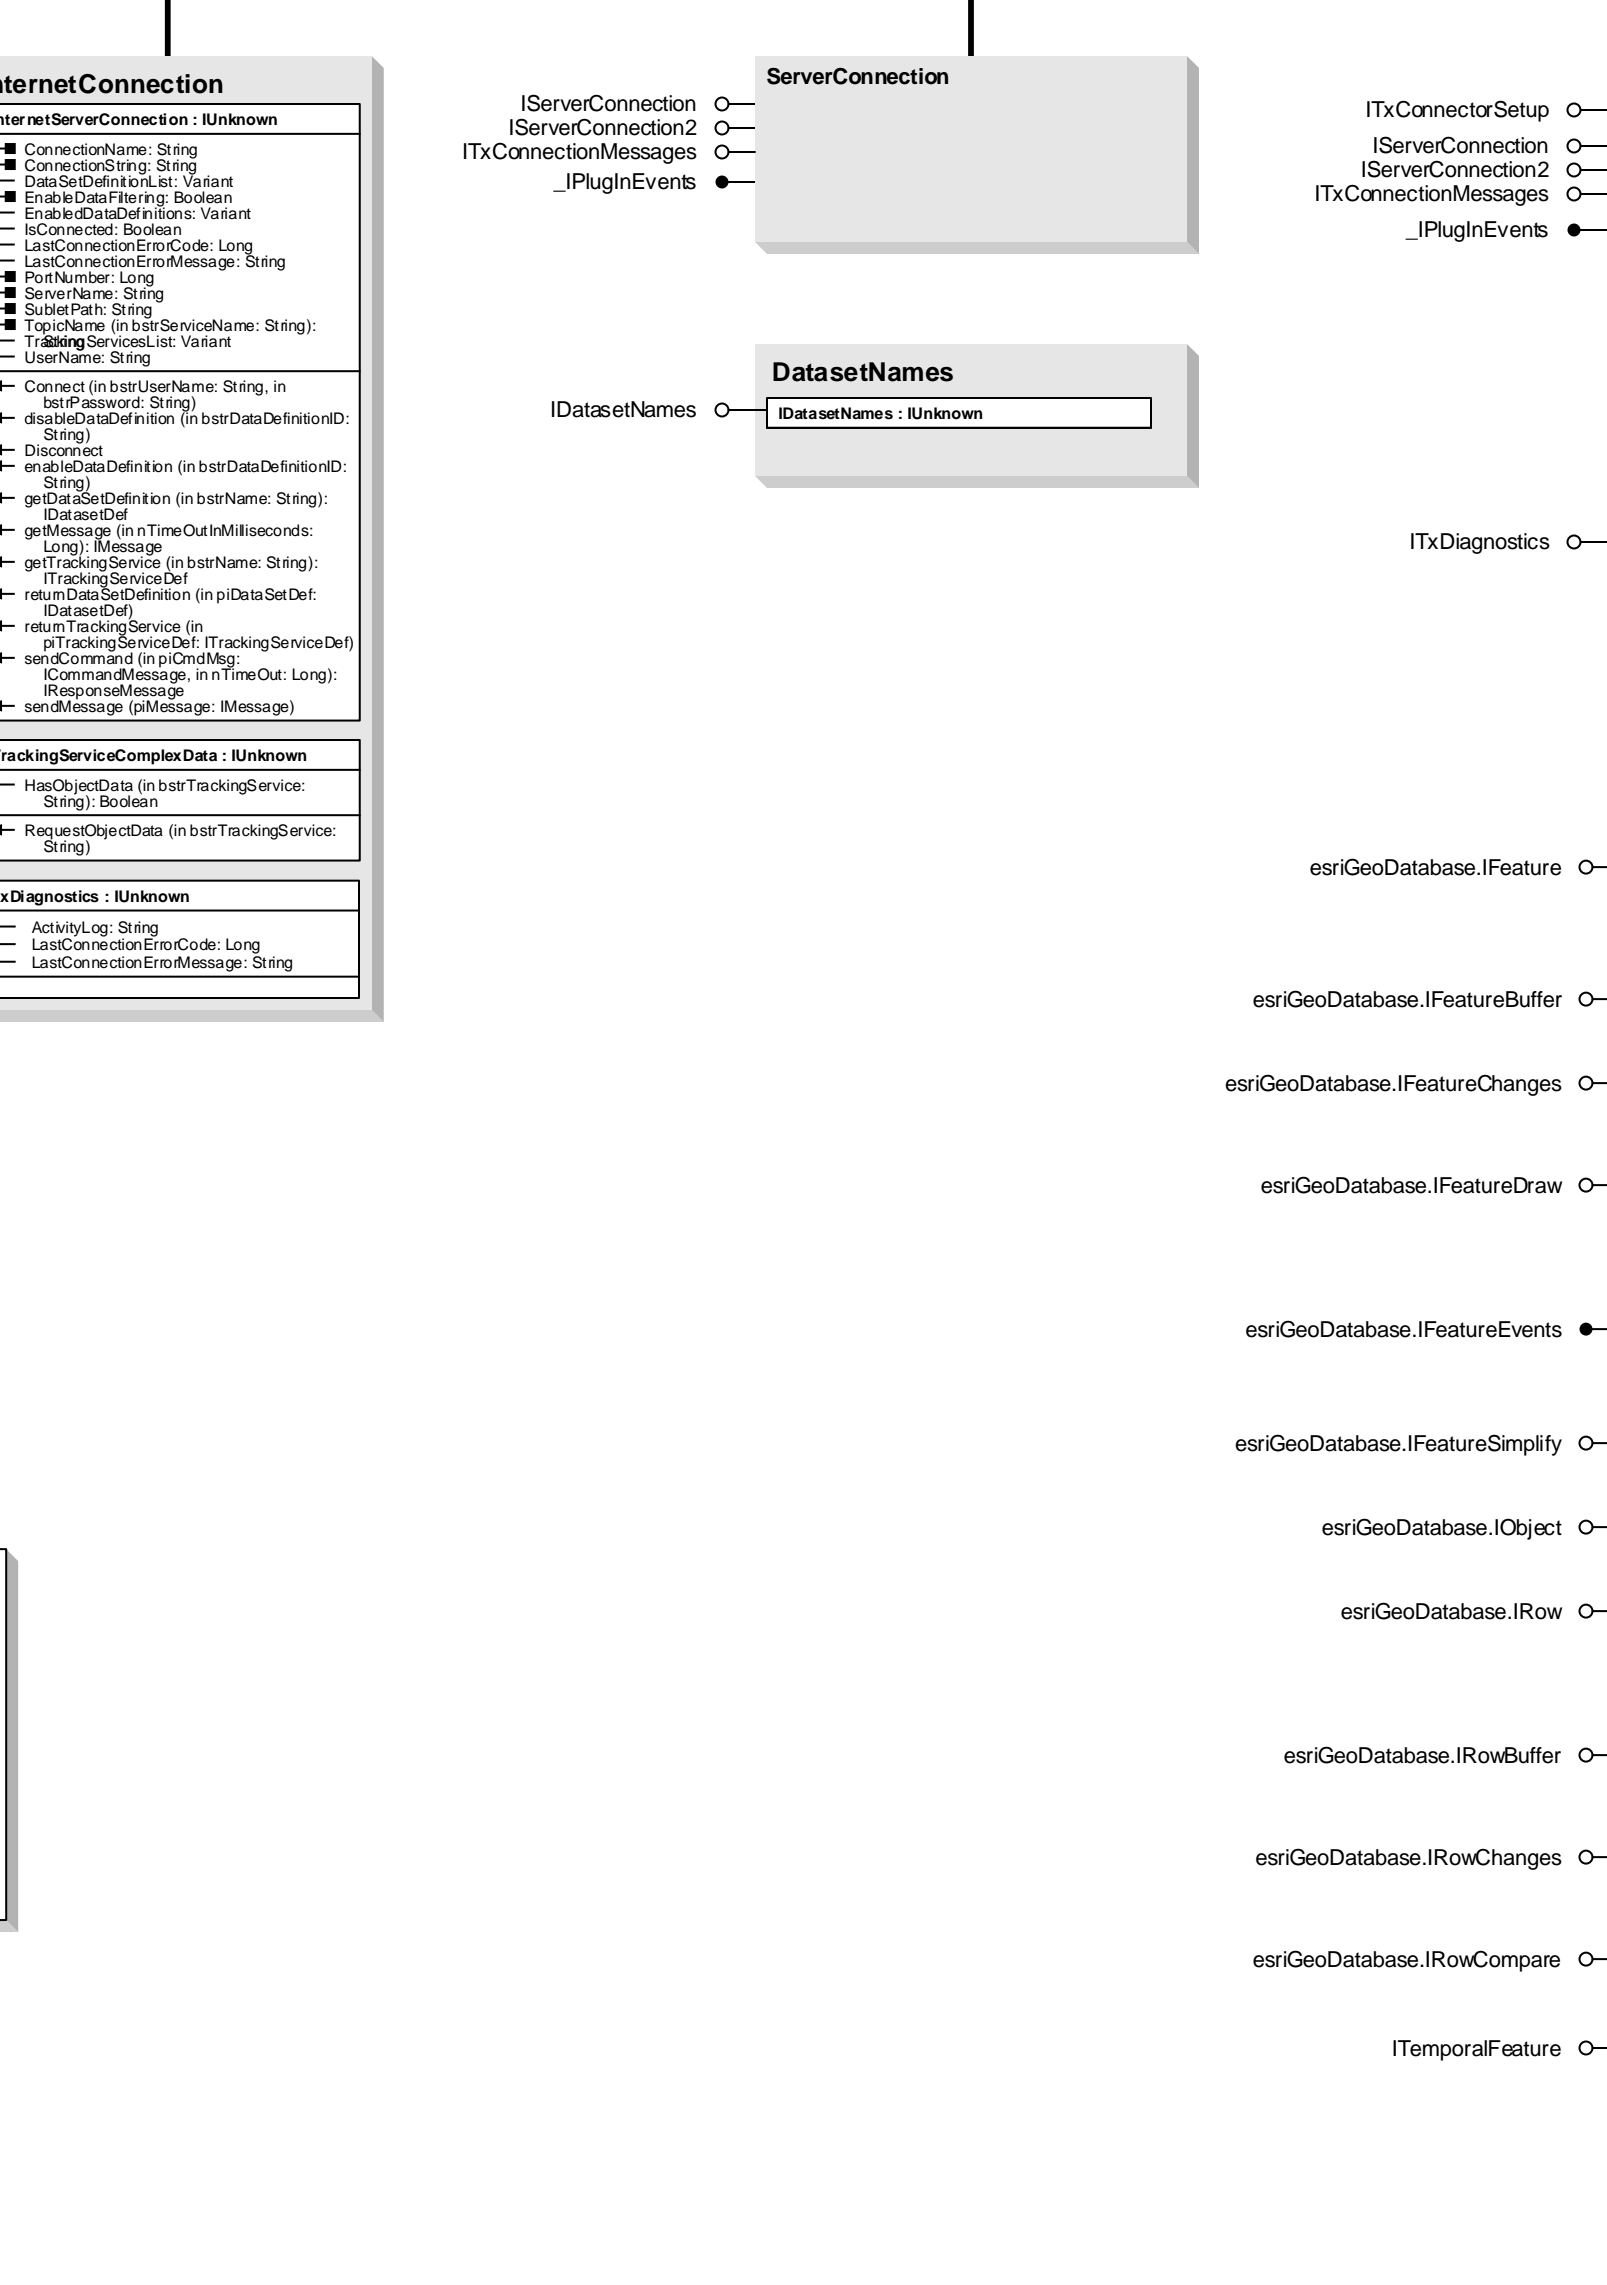 nternetConnection
nternetServerConnection : IUnknown
ConnectionName: String
ConnectionString: String
DataSetDefinitionList: Variant
EnableDataFiltering: Boolean
EnabledDataDefinitions: Variant
IsConnected: Boolean
LastConnectionErrorCode: Long
LastConnectionErrorMessage: String
PortNumber: Long
ServerName: String
SubletPath: String
TopicName (in bstrServiceName: String):
String
TrackingServicesList: Variant
UserName: String
Connect (in bstrUserName: String, in
bstrPassword: String)
disableDataDefinition (in bstrDataDefinitionID:
String)
Disconnect
enableDataDefinition (in bstrDataDefinitionID:
String)
getDataSetDefinition (in bstrName: String):
IDatasetDef
getMessage (in nTimeOutInMilliseconds:
Long): IMessage
getTrackingService (in bstrName: String):
ITrackingServiceDef
returnDataSetDefinition (in piDataSetDef:
IDatasetDef)
returnTrackingService (in
piTrackingServiceDef: ITrackingServiceDef)
sendCommand (in piCmdMsg:
ICommandMessage, in nTimeOut: Long):
IResponseMessage
sendMessage (piMessage: IMessage)
TrackingServiceComplexData : IUnknown
HasObjectData (in bstrTrackingService:
String): Boolean
RequestObjectData (in bstrTrackingService:
String)
xDiagnostics : IUnknown
ActivityLog: String
LastConnectionErrorCode: Long
LastConnectionErrorMessage: String
ServerConnection
IServerConnection
IServerConnection2
ITxConnectionMessages
_IPlugInEvents
DatasetNames
IDatasetNames
IDatasetNames : IUnknown
ITxConnectorSetup
IServerConnection
IServerConnection2
ITxConnectionMessages
_IPlugInEvents
ITxDiagnostics
esriGeoDatabase.IFeature
esriGeoDatabase.IFeatureBuffer
esriGeoDatabase.IFeatureChanges
esriGeoDatabase.IFeatureDraw
esriGeoDatabase.IFeatureEvents
esriGeoDatabase.IFeatureSimplify
esriGeoDatabase.IObject
esriGeoDatabase.IRow
esriGeoDatabase.IRowBuffer
esriGeoDatabase.IRowChanges
esriGeoDatabase.IRowCompare
ITemporalFeature